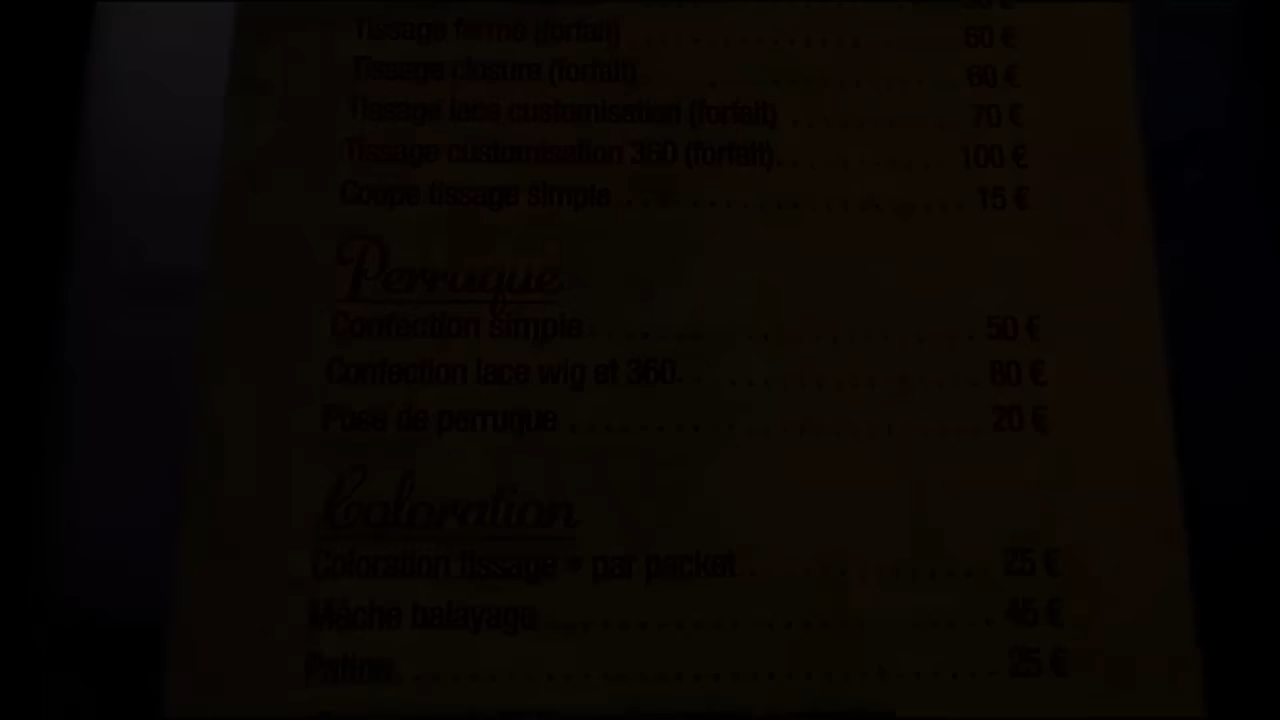 Tissage fermé (forfait) 60 €
Tissage closure (forfait) 60 €
Tissage lace customisation (forfait) 70 €
Tissage customisation 360 (forfait) 100 €
Coupe tissage simple 15 €
Perruque
Confection simple 50 €
Confection lace wig et 360 80 €
Pose de perruque 20 €
Coloration
Coloration tissage * par packet 25 €
Mèche balayage 45 €
Patine 25 €